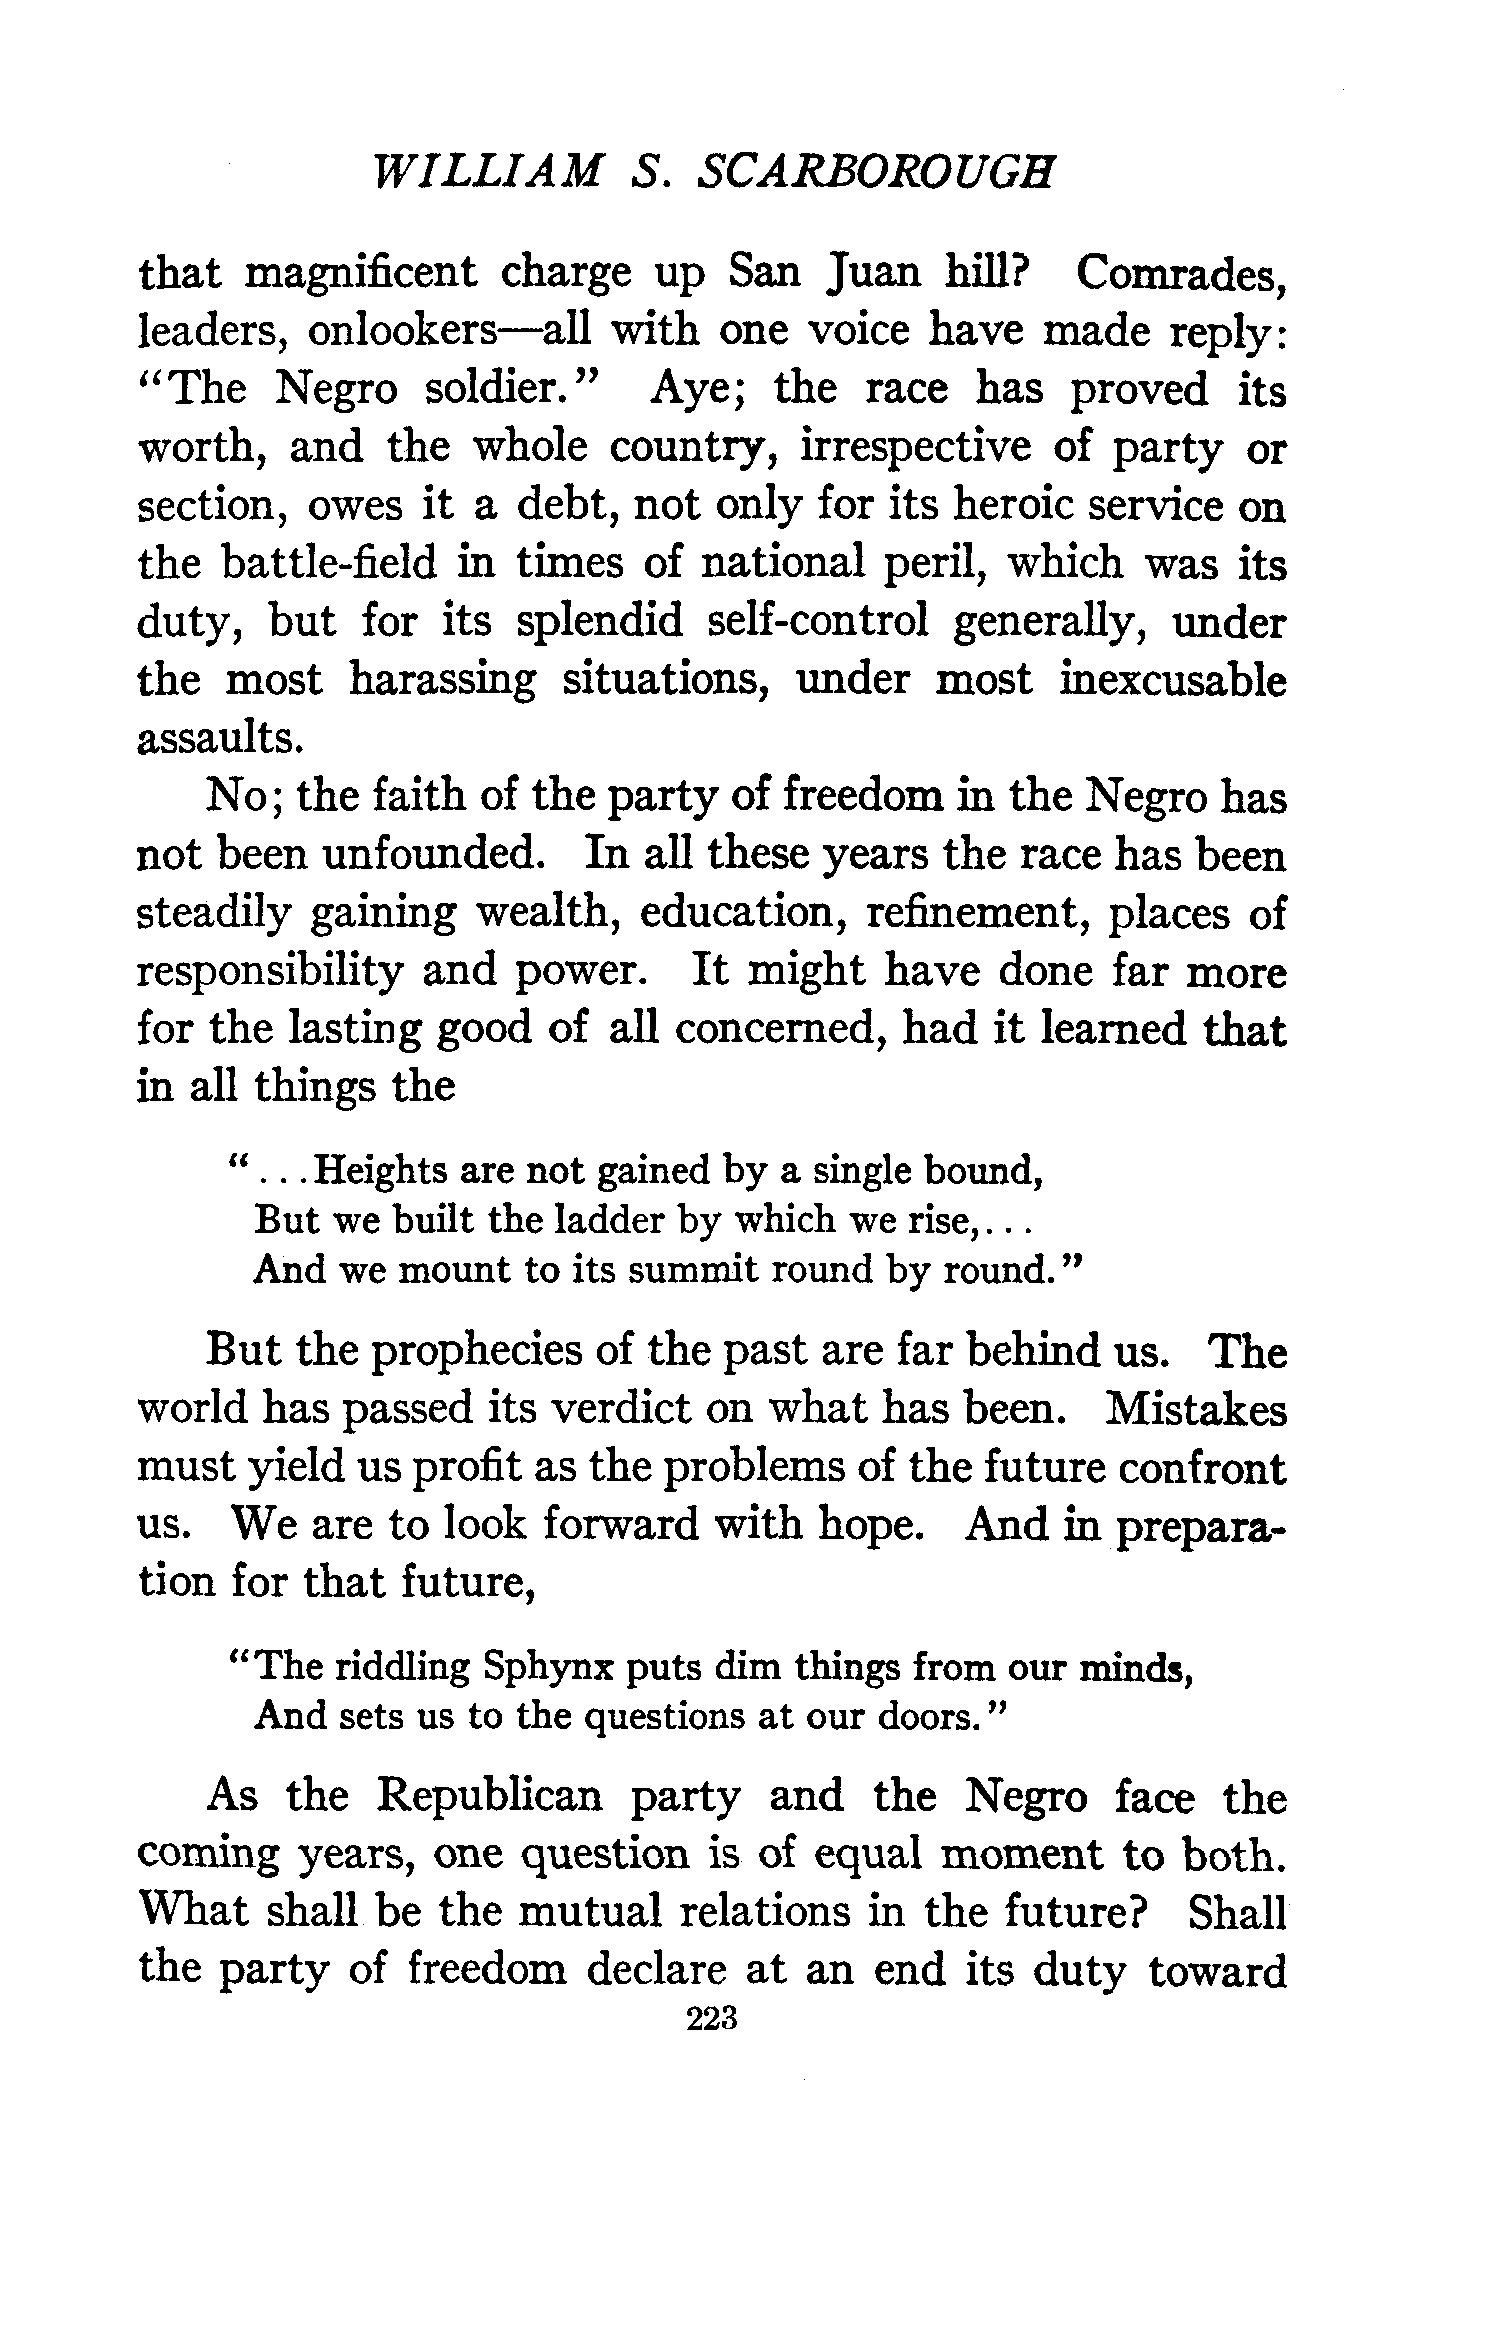 WILLIAM S. SCARBOROUGH
that magnificent charge up San Juan hill? Comrades,
leaders, onlookers—all with one voice have made reply:
“The Negro soldier.” Aye; the race has proved its
worth, and the whole country, irrespective of party or
section, owes it a debt, not only for its heroic service on
the battle-field in times of national peril, which was its
duty, but for its splendid self-control generally, under
the most harassing situations, under most inexcusable
assaults.
No; the faith of the party of freedom in the Negro has
not been unfounded. In all these years the race has been
steadily gaining wealth, education, refinement, places of
responsibility and power. It might have done far more
for the lasting good of all concerned, had it learned that
in all things the
“ . . . Heights are not gained by a single bound,
But we built the ladder by which we rise, . . .
And we mount to its summit round by round.”
But the prophecies of the past are far behind us. The
world has passed its verdict on what has been. Mistakes
must yield us profit as the problems of the future confront
us. We are to look forward with hope. And in prepara-
tion for that future,
“The riddling Sphynx puts dim things from our minds,
And sets us to the questions at our doors.”
As the Republican party and the Negro face the
coming years, one question is of equal moment to both.
What shall be the mutual relations in the future? Shall
the party of freedom declare at an end its duty toward
223